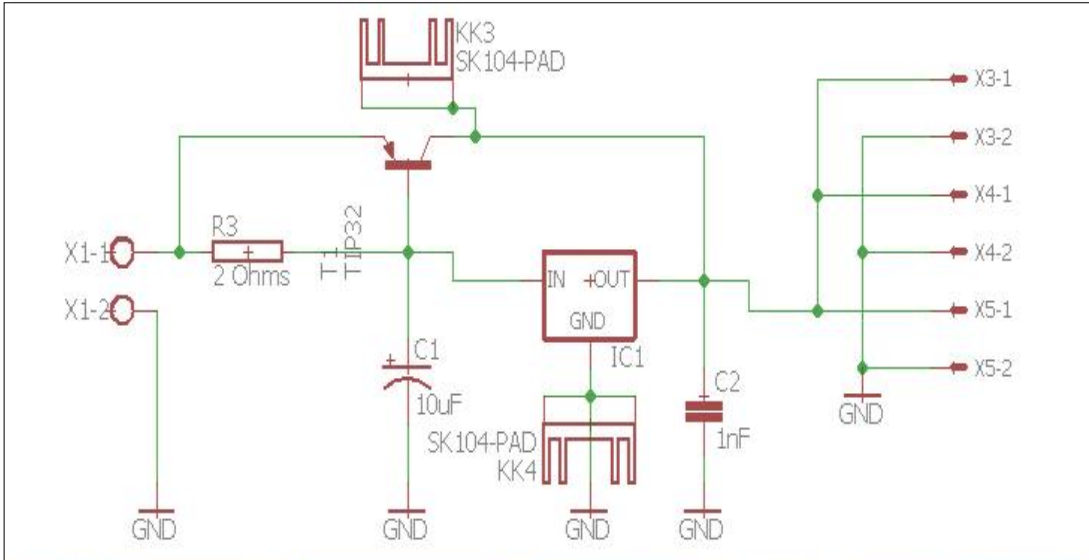 KK3
SK104-PAD
R3
2 Ohms
T1
TIP32
X1-1
X1-2
C1
10uF
IN
+OUT
GND
IC1
SK104-PAD
KK4
C2
1nF
X3-1
X3-2
X4-1
X4-2
X5-1
X5-2
GND
GND
GND
GND
GND